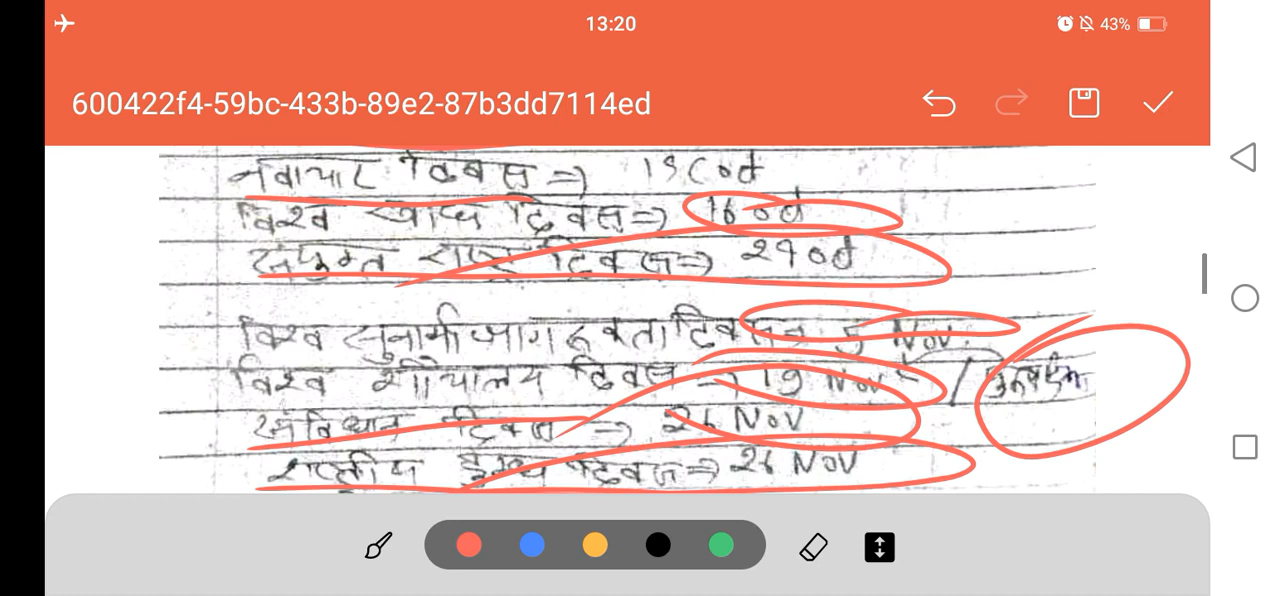 13:20
43%
600422f4-59bc-433b-89e2-87b3dd7114ed
नवाचार दिवस => 15 Oct
विश्व खाद्य दिवस => 16 Oct
संयुक्त राष्ट्र दिवस => 24 Oct
विश्व सुनामी जागरूकता दिवस 5 Nov.
विश्व शौचालय दिवस => 19 Nov /
संविधान दिवस => 26 Nov
राष्ट्रीय दुग्ध दिवस => 26 Nov